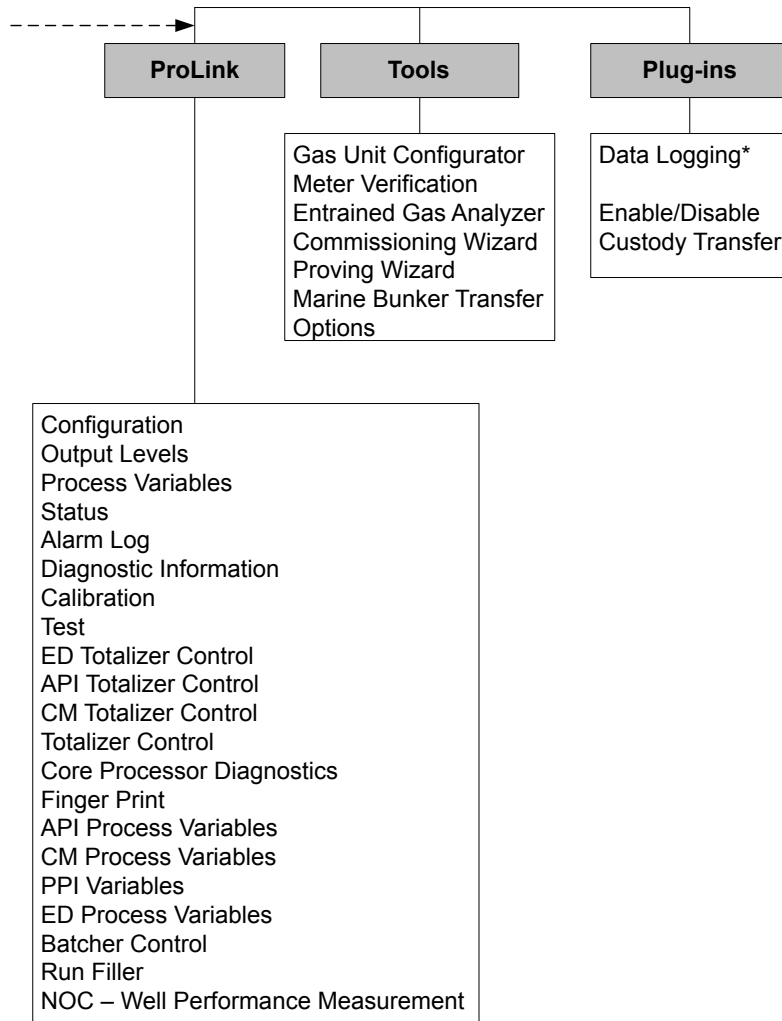 ProLink
Tools
Plug-ins
Gas Unit Configurator
Meter Verification
Entrained Gas Analyzer
Commissioning Wizard
Proving Wizard
Marine Bunker Transfer
Options
Data Logging*
Enable/Disable
Custody Transfer
Configuration
Output Levels
Process Variables
Status
Alarm Log
Diagnostic Information
Calibration
Test
ED Totalizer Control
API Totalizer Control
CM Totalizer Control
Totalizer Control
Core Processor Diagnostics
Finger Print
API Process Variables
CM Process Variables
PPI Variables
ED Process Variables
Batcher Control
Run Filler
NOC – Well Performance Measurement